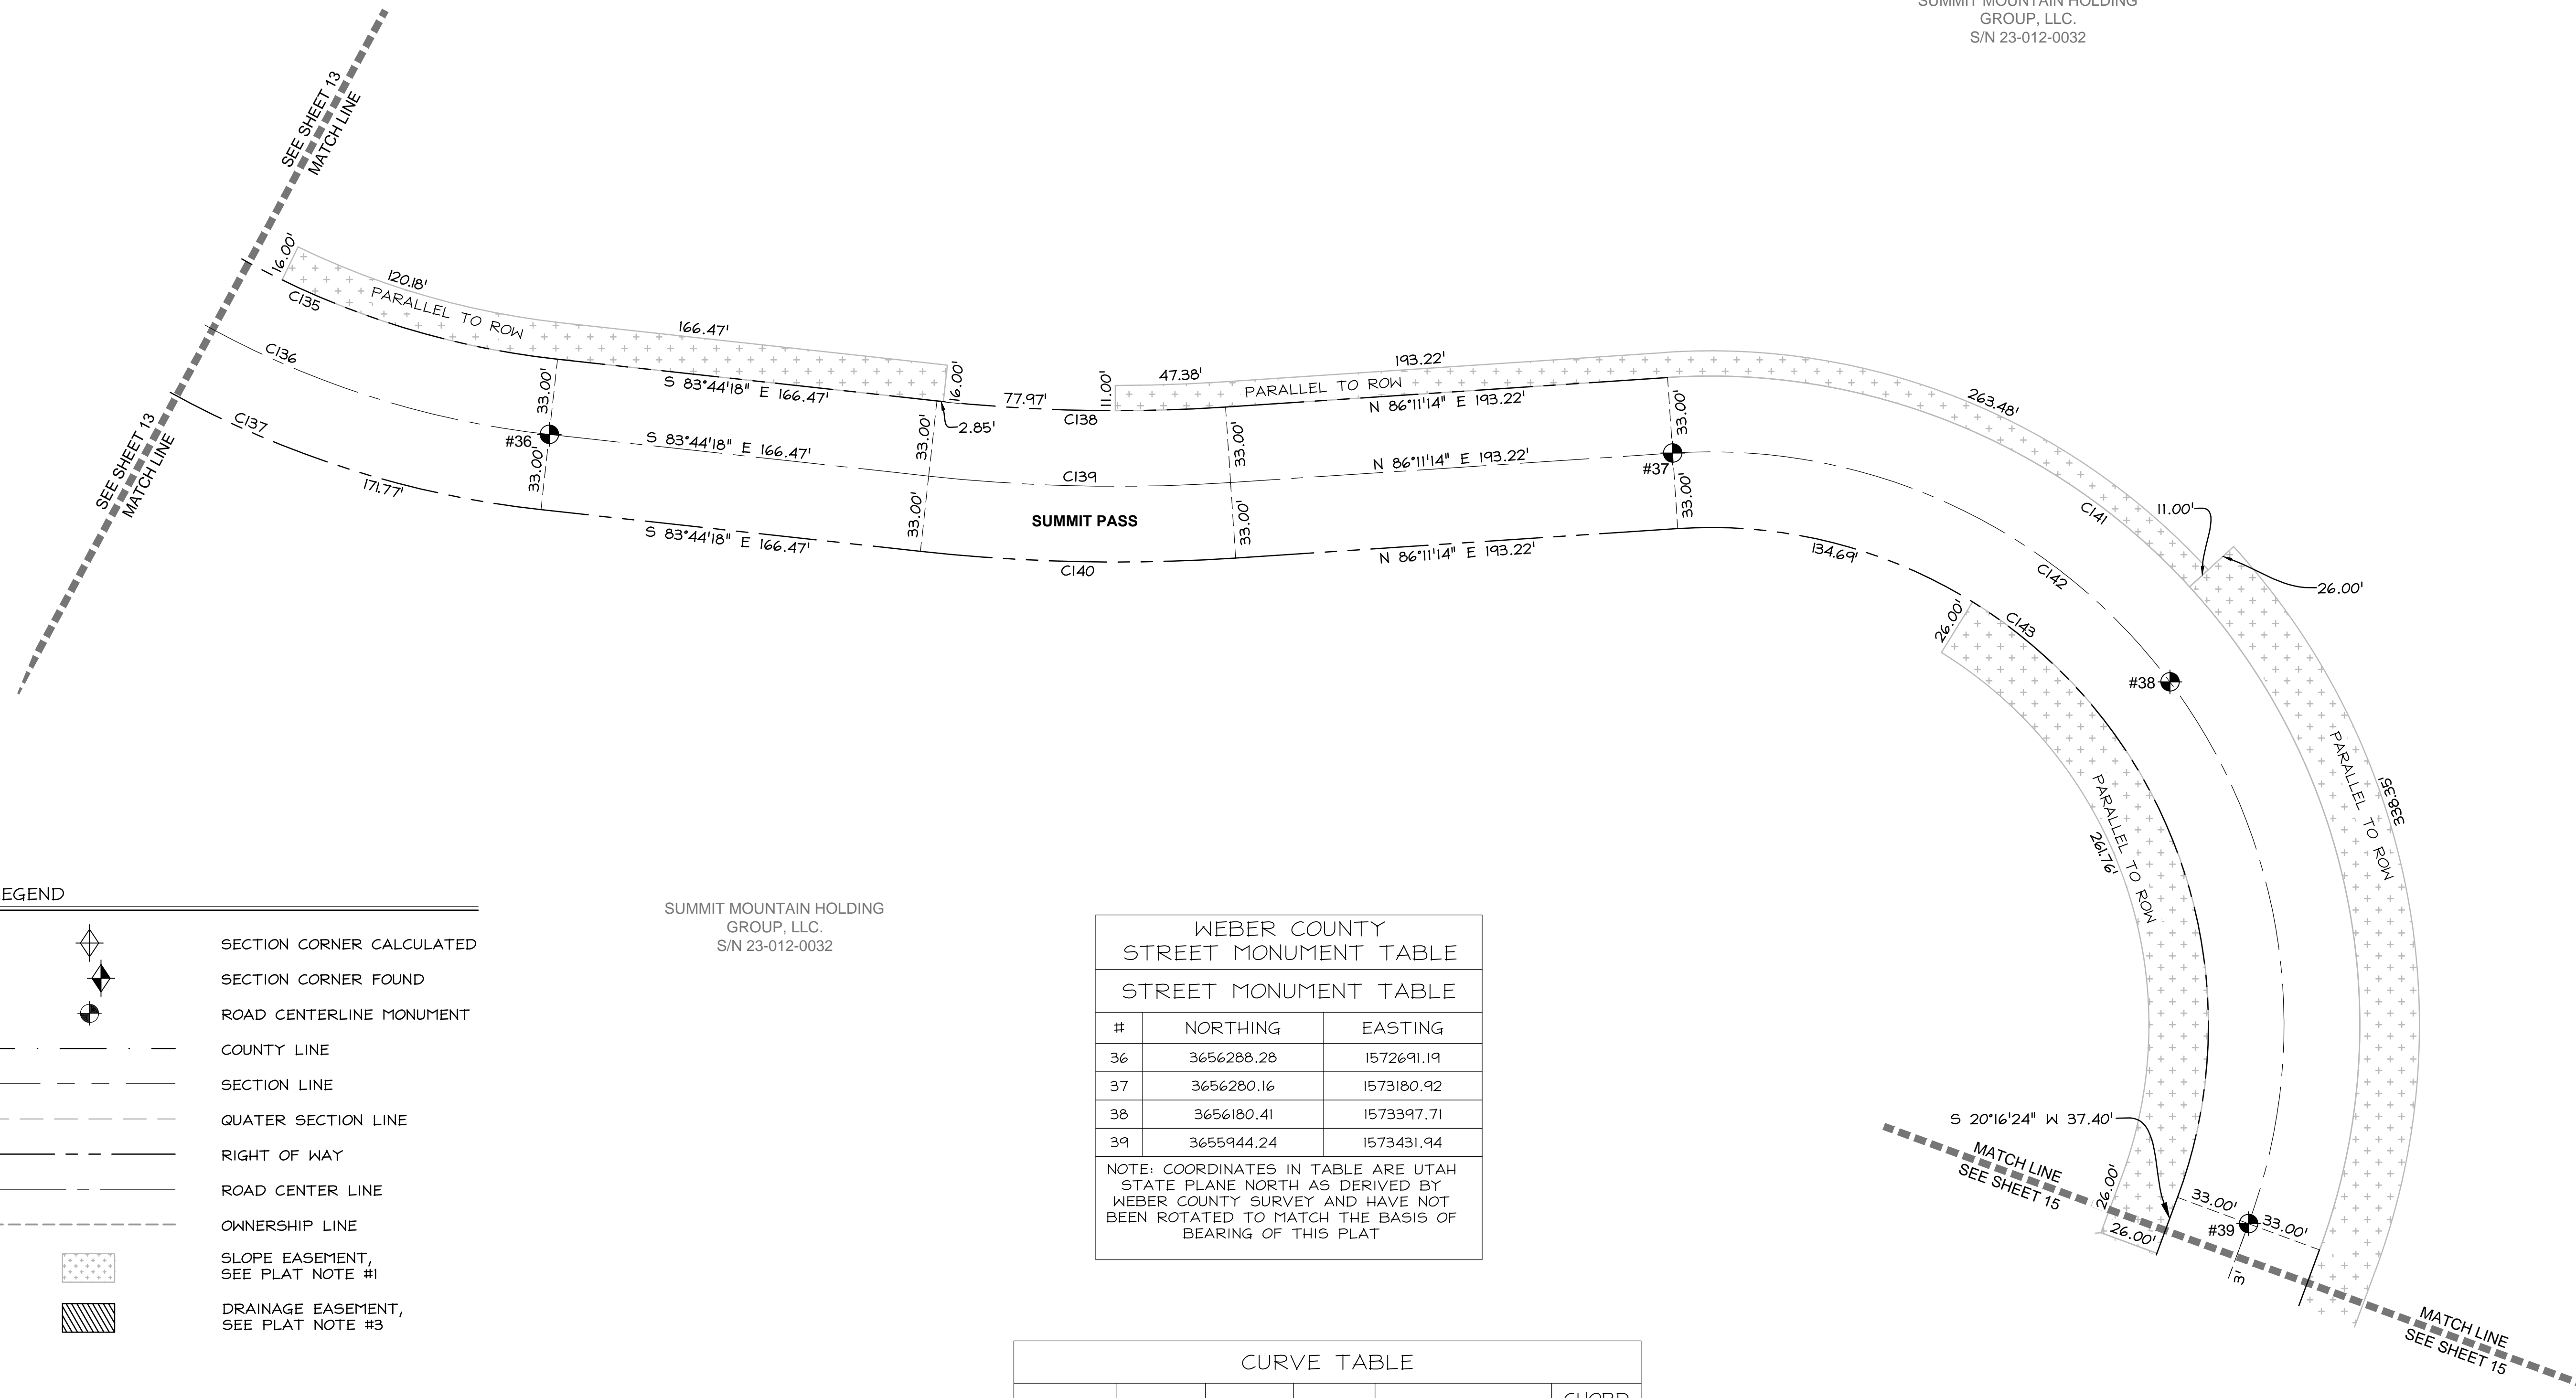 SUMMIT MOUNTAIN HOLDING
GROUP, LLC.
S/N 23-012-0032
SEE SHEET 13
MATCH LINE
SEE SHEET 13
MATCH LINE
16.00'
C135
120.18'
PARALLEL TO ROW
C136
C137
171.77'
166.47'
S 83°44'18" E 166.47'
33.00'
#36
33.00'
S 83°44'18" E 166.47'
S 83°44'18" E 166.47'
16.00'
2.85'
33.00'
33.00'
77.97'
C138
11.00'
47.38'
C139
SUMMIT PASS
C140
193.22'
PARALLEL TO ROW
N 86°11'14" E 193.22'
33.00'
33.00'
N 86°11'14" E 193.22'
N 86°11'14" E 193.22'
33.00'
#37
33.00'
263.48'
C141
11.00'
26.00'
134.69'
C142
26.00'
C143
#38
PARALLEL TO ROW
338.35'
PARALLEL TO ROW
261.76'
S 20°16'24" W 37.40'
MATCH LINE
SEE SHEET 15
26.00'
26.00'
33.00'
#39
33.00'
3'
MATCH LINE
SEE SHEET 15
EGEND
SECTION CORNER CALCULATED
SECTION CORNER FOUND
ROAD CENTERLINE MONUMENT
COUNTY LINE
SECTION LINE
QUATER SECTION LINE
RIGHT OF WAY
ROAD CENTER LINE
OWNERSHIP LINE
SLOPE EASEMENT,
SEE PLAT NOTE #1
DRAINAGE EASEMENT,
SEE PLAT NOTE #3
SUMMIT MOUNTAIN HOLDING
GROUP, LLC.
S/N 23-012-0032
WEBER COUNTY
STREET MONUMENT TABLE
STREET MONUMENT TABLE
# NORTHING EASTING
36 3656288.28 1572691.19
37 3656280.16 1573180.92
38 3656180.41 1573397.71
39 3655944.24 1573431.94
NOTE: COORDINATES IN TABLE ARE UTAH
STATE PLANE NORTH AS DERIVED BY
WEBER COUNTY SURVEY AND HAVE NOT
BEEN ROTATED TO MATCH THE BASIS OF
BEARING OF THIS PLAT
CURVE TABLE
CHORD